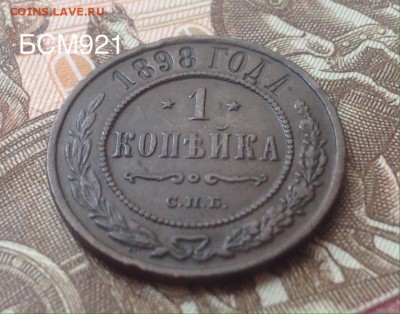 COINS.LAVE.RU
БСМ921
1898 ГОДА
* 1 *
КОПѢЙКА
С.П.Б.